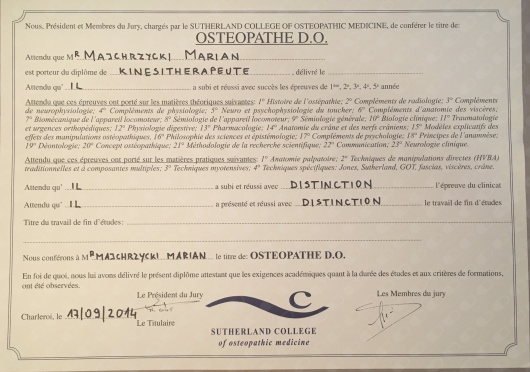 Nous, Président et Membres du Jury, chargés par le SUTHERLAND COLLEGE OF OSTEOPATHIC MEDICINE, de conférer le titre de:
OSTEOPATHE D.O.
Attendu que Mr MAJCHRZYCKI MARIAN
est porteur du diplôme de KINESITHERAPEUTE, délivré le
Attendu qu' IL a subi et réussi avec succès les épreuves de 1ère, 2e, 3e, 4e, 5e année
Attendu que ces épreuves ont porté sur les matières théoriques suivantes: 1° Histoire de l'ostéopathie; 2° Compléments de radiologie; 3° Compléments
de neurophysiologie; 4° Compléments de physiologie; 5° Neuro et psychophysiologie du toucher; 6° Compléments d'anatomie des viscères;
7° Biomécanique de l'appareil locomoteur; 8° Sémiologie de l'appareil locomoteur; 9° Sémiologie générale; 10° Biologie clinique; 11° Traumatologie
et urgences orthopédiques; 12° Physiologie digestive; 13° Pharmacologie; 14° Anatomie du crâne et des nerfs crâniens; 15° Modèles explicatifs des
effets des manipulations ostéopathiques, 16° Philosophie des sciences et épistémologie; 17° Compléments de psychologie; 18° Principes de l'anamnèse;
19° Déontologie; 20° Concept ostéopathique; 21° Méthodologie de la recherche scientifique; 22° Communication; 23° Neurologie clinique.
Attendu que ces épreuves ont porté sur les matières pratiques suivantes: 1° Anatomie palpatoire; 2° Techniques de manipulations directes (HVBA)
traditionnelles et à composantes multiples; 3° Techniques myotensives; 4° Techniques spécifiques; Jones, Sutherland, GOT, fascias, viscères, crâne.
Attendu qu' IL a subi et réussi avec DISTINCTION l'épreuve du clinicat
Attendu qu' IL a présenté et réussi avec DISTINCTION le travail de fin d'études
Titre du travail de fin d'études:
Nous conférons à Mr MAJCHRZYCKI MARIAN le titre de: OSTEOPATHE D.O.
En foi de quoi, nous lui avons délivré le présent diplôme attestant que les exigences académiques quant à la durée des études et aux critères de formations,
ont été observées.
Le Président du Jury
Les Membres du jury
Charleroi, le 17/09/2014
Le Titulaire
C
SUTHERLAND COLLEGE
of osteopathic medicine